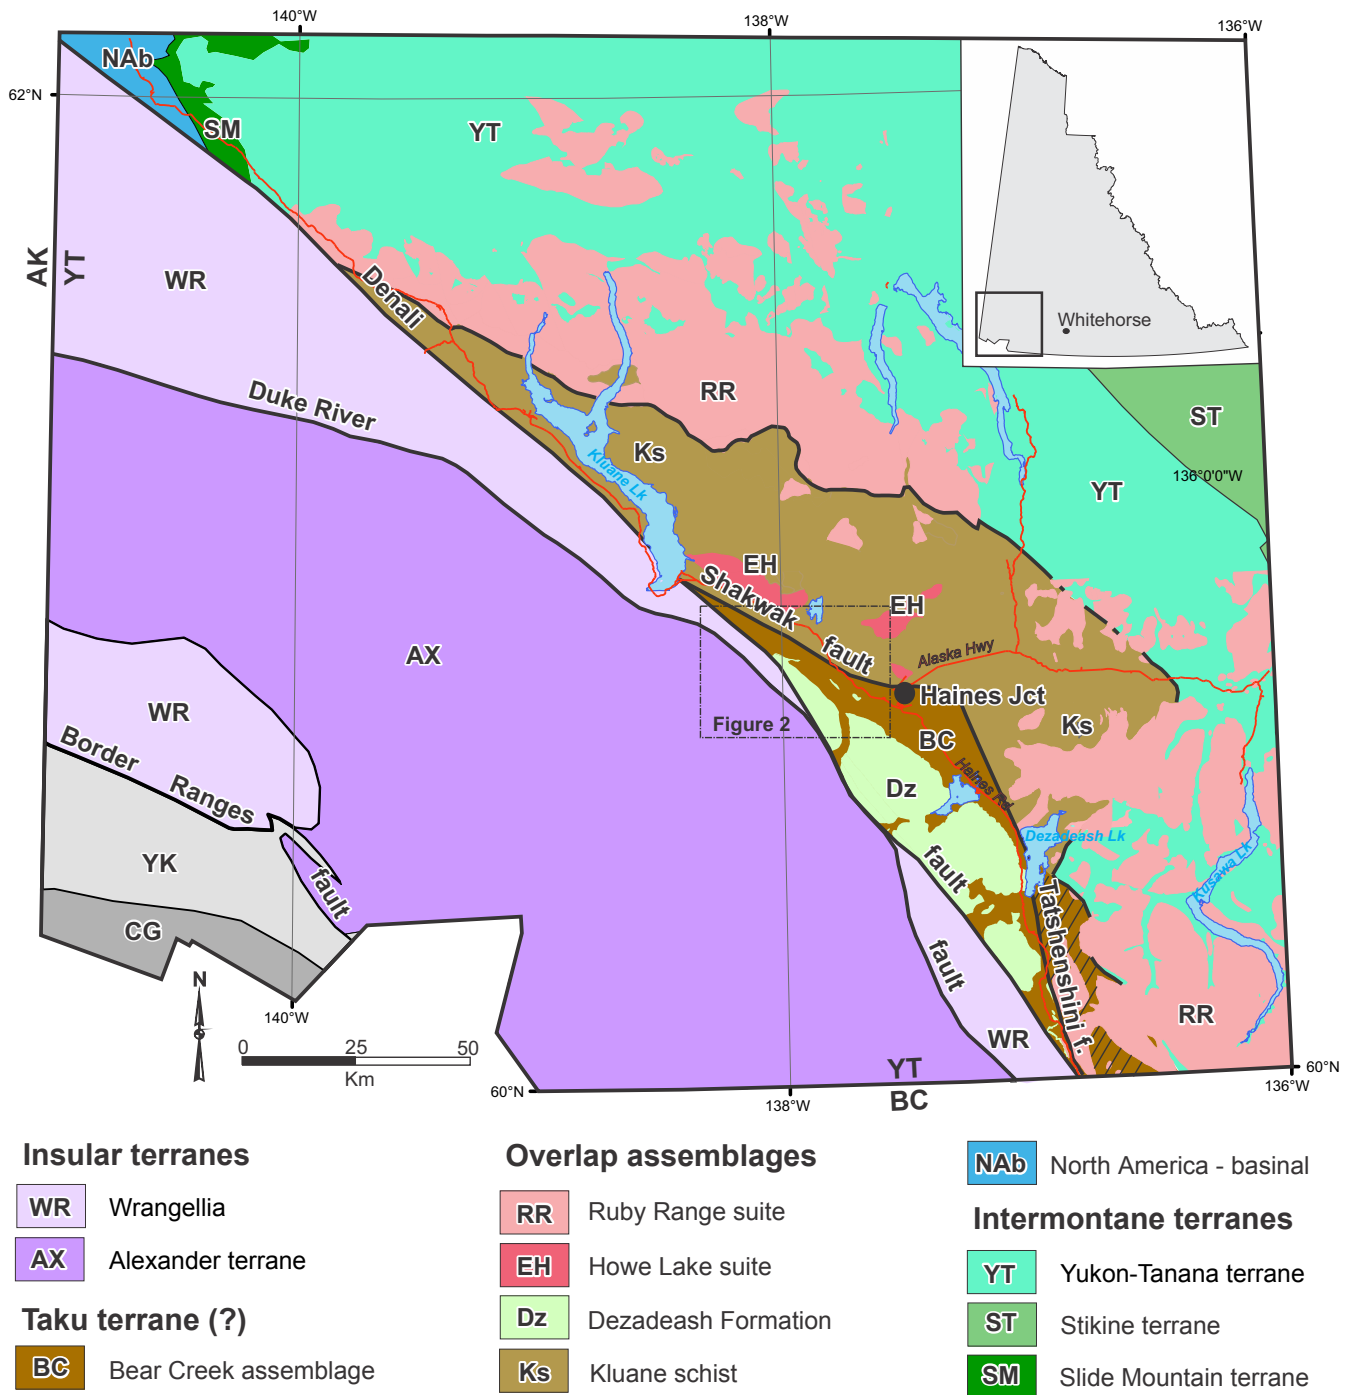 140°W
138°W
136°W
62°N
NAb
SM
YT
AK
YT
WR
Denali
Whitehorse
Duke River
RR
ST
Ks
Kluane Lk
136°0'0"W
YT
EH
Shakwak
EH
fault
Alaska Hwy
AX
Haines Jct
WR
Figure 2
BC
Ks
Border
Ranges
Haines Rd
Dz
Dezadeash Lk
YK
fault
fault
Kusawa Lk
CG
Tatshenshini f.
fault
N
RR
140°W
WR
0
25
50
Km
YT
BC
60°N
138°W
60°N
136°W
Insular terranes
WR Wrangellia
AX Alexander terrane
Taku terrane (?)
BC Bear Creek assemblage
Overlap assemblages
RR Ruby Range suite
EH Howe Lake suite
Dz Dezadeash Formation
Ks Kluane schist
NAb North America - basinal
Intermontane terranes
YT Yukon-Tanana terrane
ST Stikine terrane
SM Slide Mountain terrane